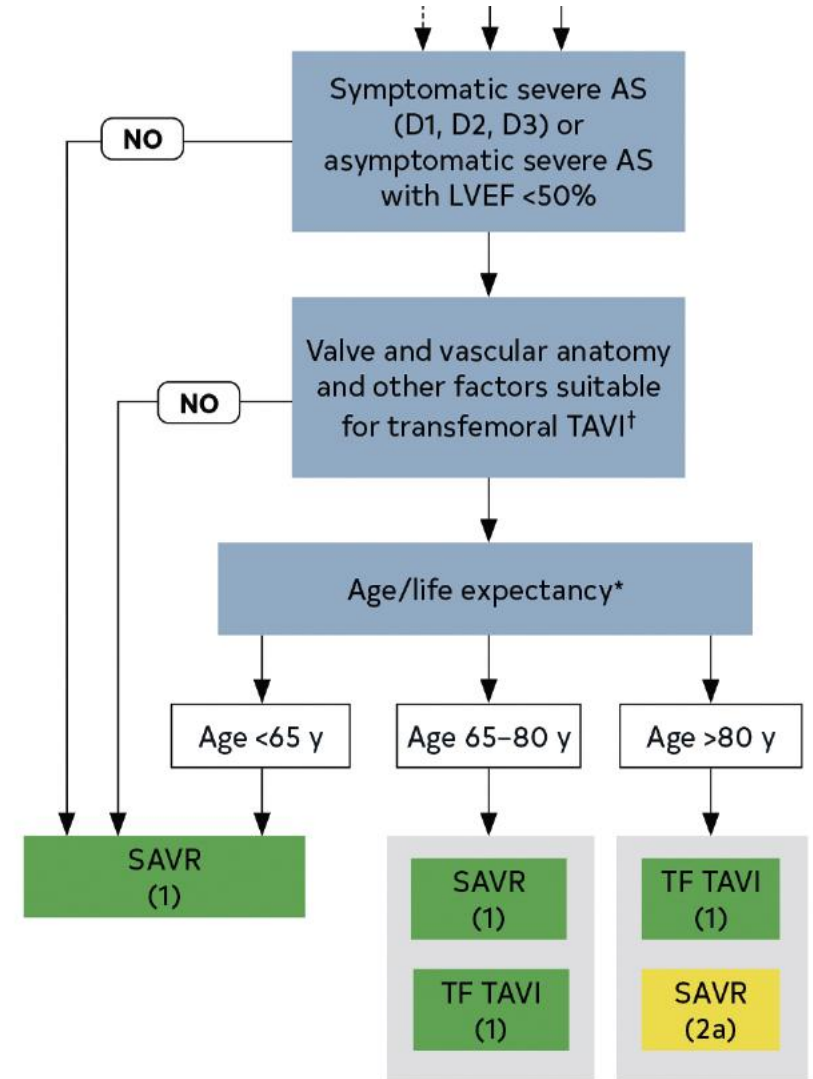 Symptomatic severe AS
(D1, D2, D3) or
asymptomatic severe AS
with LVEF <50%
NO
Valve and vascular anatomy
and other factors suitable
for transfemoral TAVI†
NO
Age/life expectancy*
Age <65 y
Age 65–80 y
Age >80 y
SAVR
(1)
SAVR
(1)
TF TAVI
(1)
TF TAVI
(1)
SAVR
(2a)